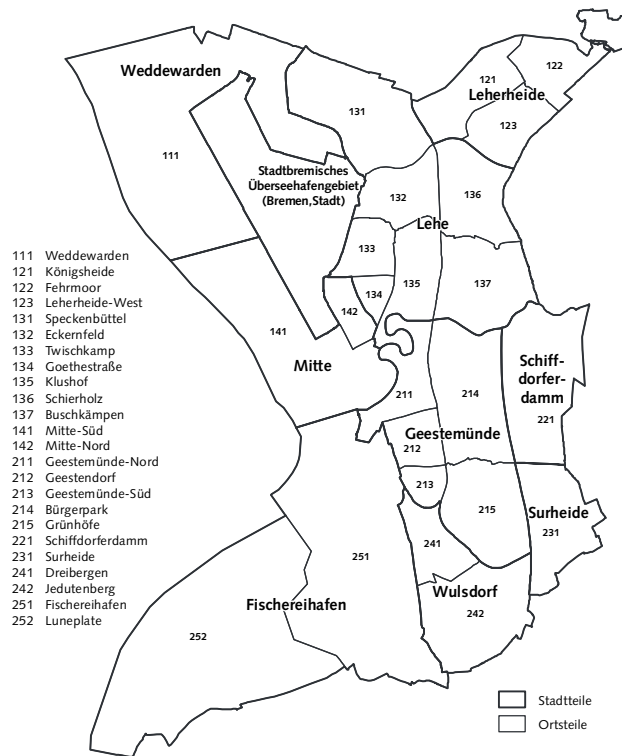 Weddewarden
121
122
Leherheide
123
131
111
Stadtbremisches
Überseehafengebiet
(Bremen,Stadt)
132
136
Lehe
133
135
137
134
142
141
Mitte
211
214
Schiff-
dorfer-
damm
221
Geestemünde
212
213
215
Surheide
231
241
251
Wulsdorf
242
Fischereihafen
252
111 Weddewarden
121 Königsheide
122 Fehrmoor
123 Leherheide-West
131 Speckenbüttel
132 Eckernfeld
133 Twischkamp
134 Goethestraße
135 Klushof
136 Schierholz
137 Buschkämpen
141 Mitte-Süd
142 Mitte-Nord
211 Geestemünde-Nord
212 Geestendorf
213 Geestemünde-Süd
214 Bürgerpark
215 Grünhöfe
221 Schiffdorferdamm
231 Surheide
241 Dreibergen
242 Jedutenberg
251 Fischereihafen
252 Luneplate
Stadtteile
Ortsteile